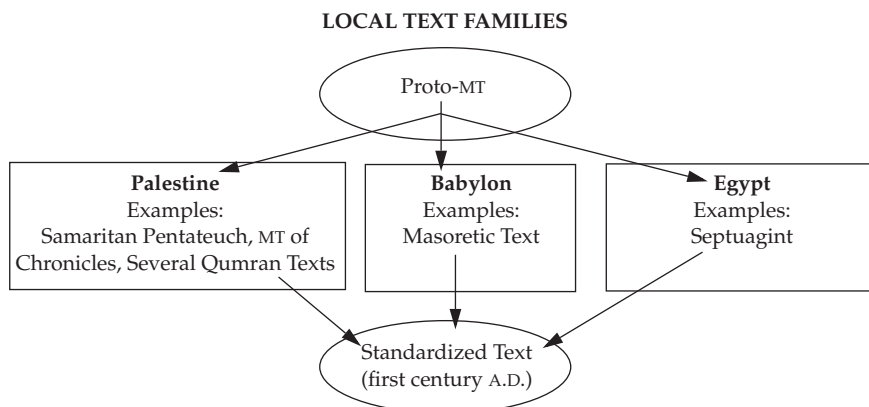 LOCAL TEXT FAMILIES
Proto-MT
Palestine
Examples:
Samaritan Pentateuch, MT of
Chronicles, Several Qumran Texts
Babylon
Examples:
Masoretic Text
Egypt
Examples:
Septuagint
Standardized Text
(first century A.D.)